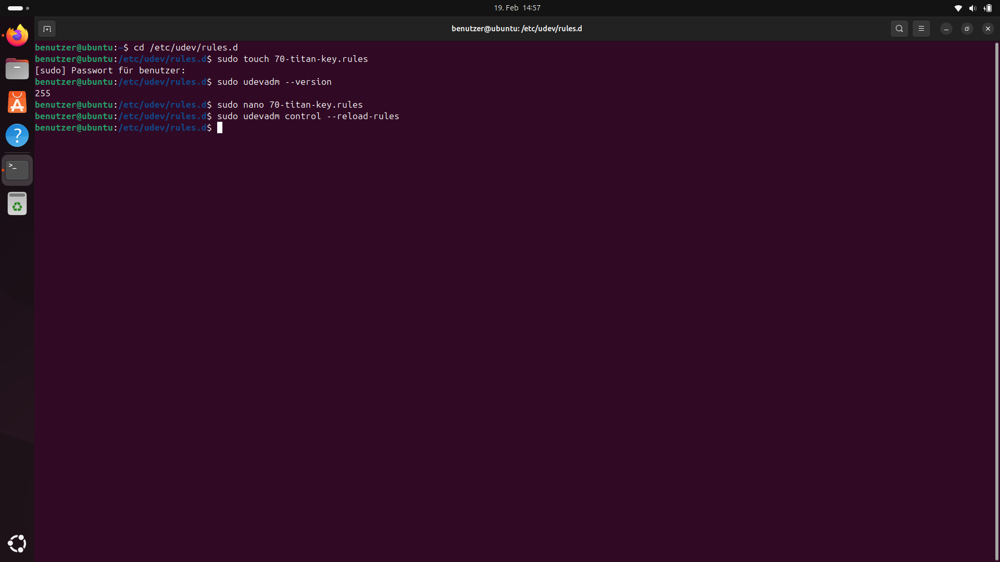 19. Feb 14:57
benutzer@ubuntu: /etc/udev/rules.d
benutzer@ubuntu:~$ cd /etc/udev/rules.d
benutzer@ubuntu:/etc/udev/rules.d$ sudo touch 70-titan-key.rules
[sudo] Passwort für benutzer:
benutzer@ubuntu:/etc/udev/rules.d$ sudo udevadm --version
255
benutzer@ubuntu:/etc/udev/rules.d$ sudo nano 70-titan-key.rules
benutzer@ubuntu:/etc/udev/rules.d$ sudo udevadm control --reload-rules
benutzer@ubuntu:/etc/udev/rules.d$